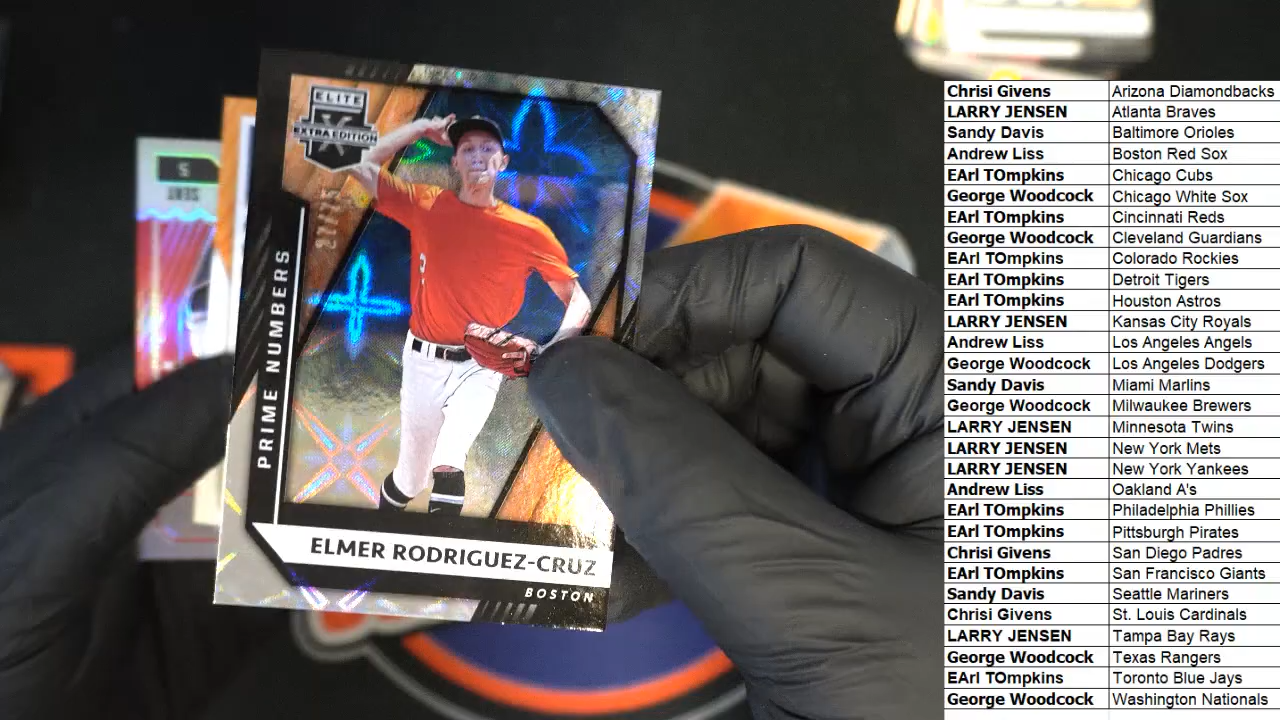 ELITE
EXTRA EDITION
PRIME NUMBERS
ELMER RODRIGUEZ-CRUZ
BOSTON
Chrisi Givens Arizona Diamondbacks
LARRY JENSEN Atlanta Braves
Sandy Davis Baltimore Orioles
Andrew Liss Boston Red Sox
EArl TOmpkins Chicago Cubs
George Woodcock Chicago White Sox
EArl TOmpkins Cincinnati Reds
George Woodcock Cleveland Guardians
EArl TOmpkins Colorado Rockies
EArl TOmpkins Detroit Tigers
EArl TOmpkins Houston Astros
LARRY JENSEN Kansas City Royals
Andrew Liss Los Angeles Angels
George Woodcock Los Angeles Dodgers
Sandy Davis Miami Marlins
George Woodcock Milwaukee Brewers
LARRY JENSEN Minnesota Twins
LARRY JENSEN New York Mets
LARRY JENSEN New York Yankees
Andrew Liss Oakland A's
EArl TOmpkins Philadelphia Phillies
EArl TOmpkins Pittsburgh Pirates
Chrisi Givens San Diego Padres
EArl TOmpkins San Francisco Giants
Sandy Davis Seattle Mariners
Chrisi Givens St. Louis Cardinals
LARRY JENSEN Tampa Bay Rays
George Woodcock Texas Rangers
EArl TOmpkins Toronto Blue Jays
George Woodcock Washington Nationals